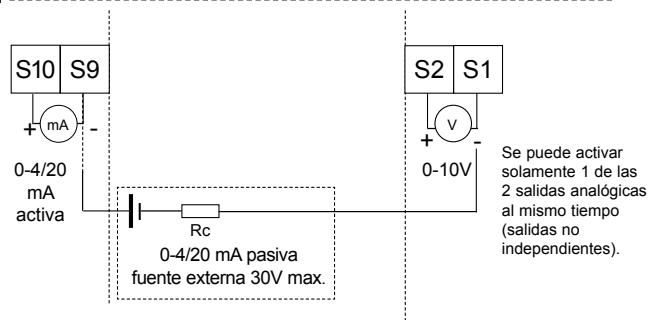 S10 S9
S2 S1
+ mA -
+ V -
0-4/20
mA
activa
0-10V
Se puede activar
solamente 1 de las
2 salidas analógicas
al mismo tiempo
(salidas no
independientes).
Rc
0-4/20 mA pasiva
fuente externa 30V max.